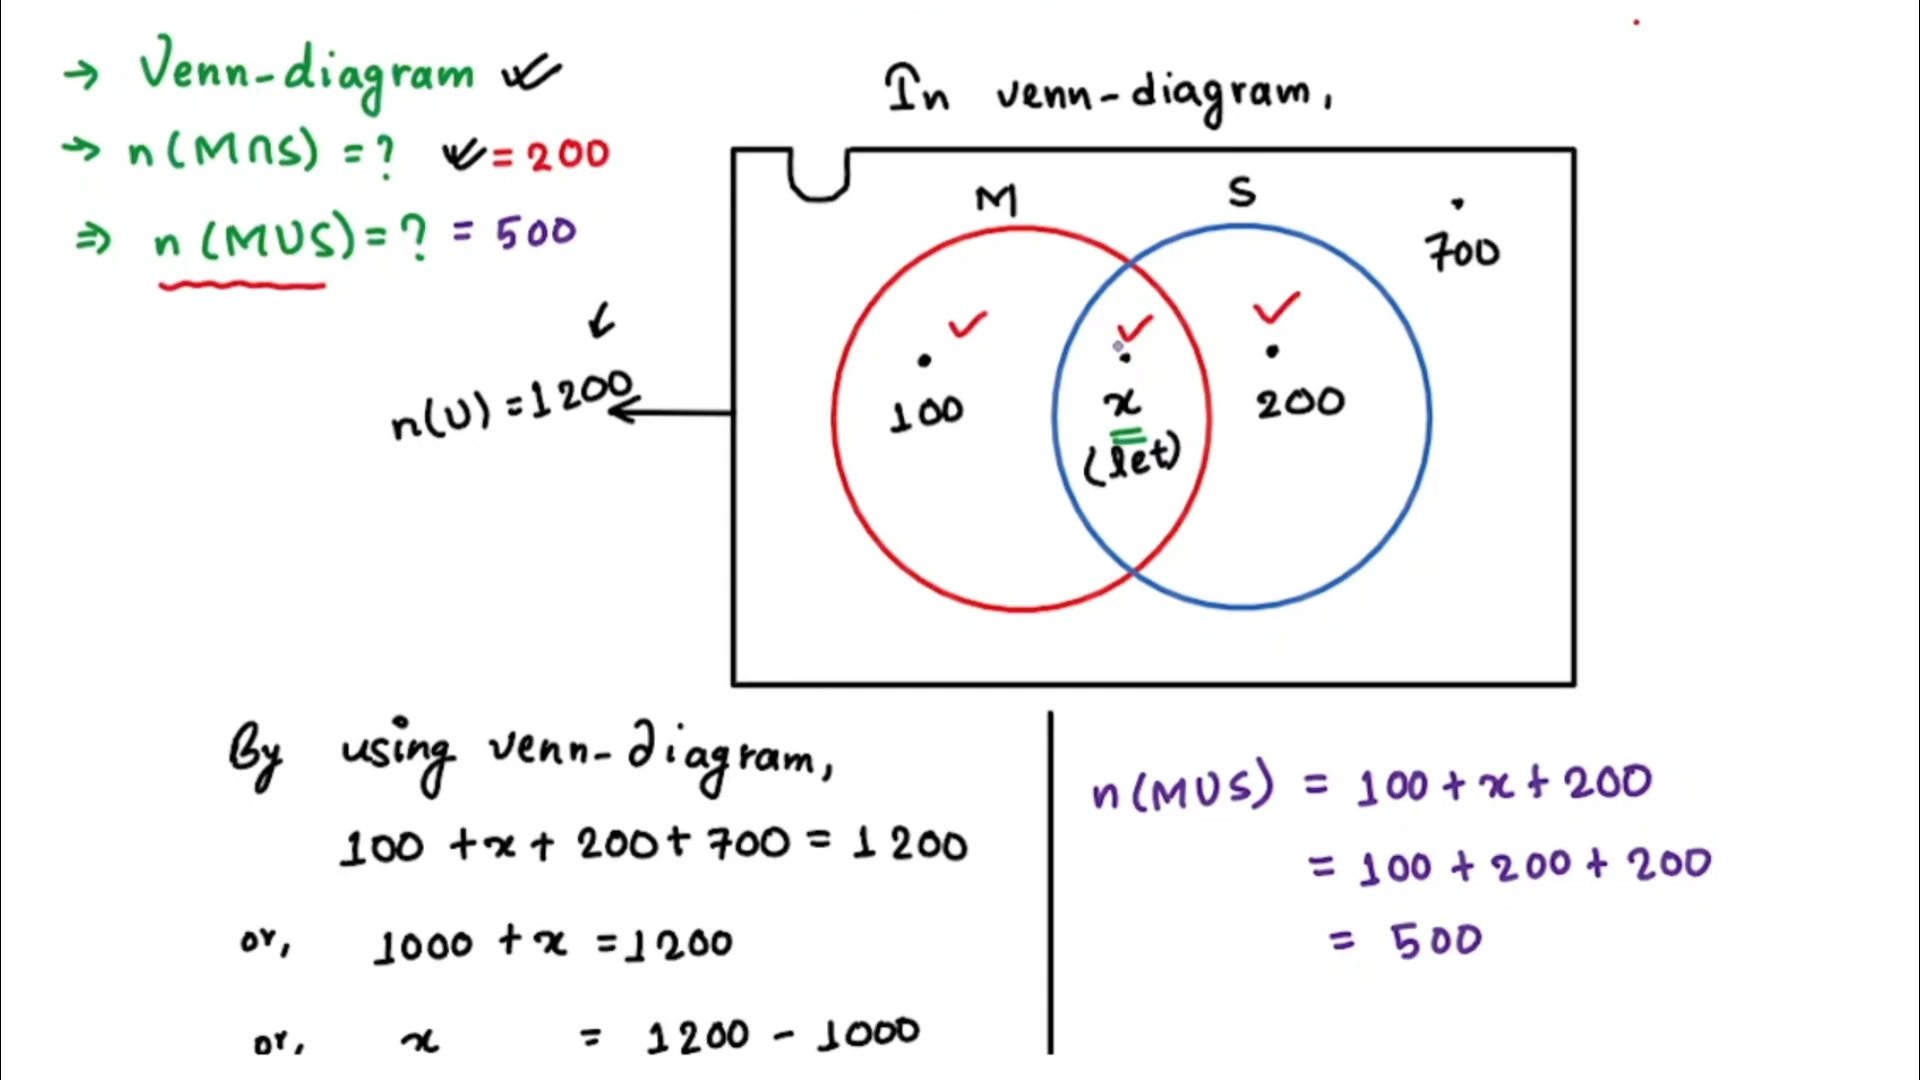 → Venn-diagram
→ n(M∩S) = ? = 200
⇒ n(M∪S) = ? = 500
In venn-diagram,
M
S
700
100
x
(let)
200
n(U) = 1200
By using venn-diagram,
100 + x + 200 + 700 = 1200
or, 1000 + x = 1200
or, x = 1200 - 1000
n(M∪S) = 100 + x + 200
= 100 + 200 + 200
= 500